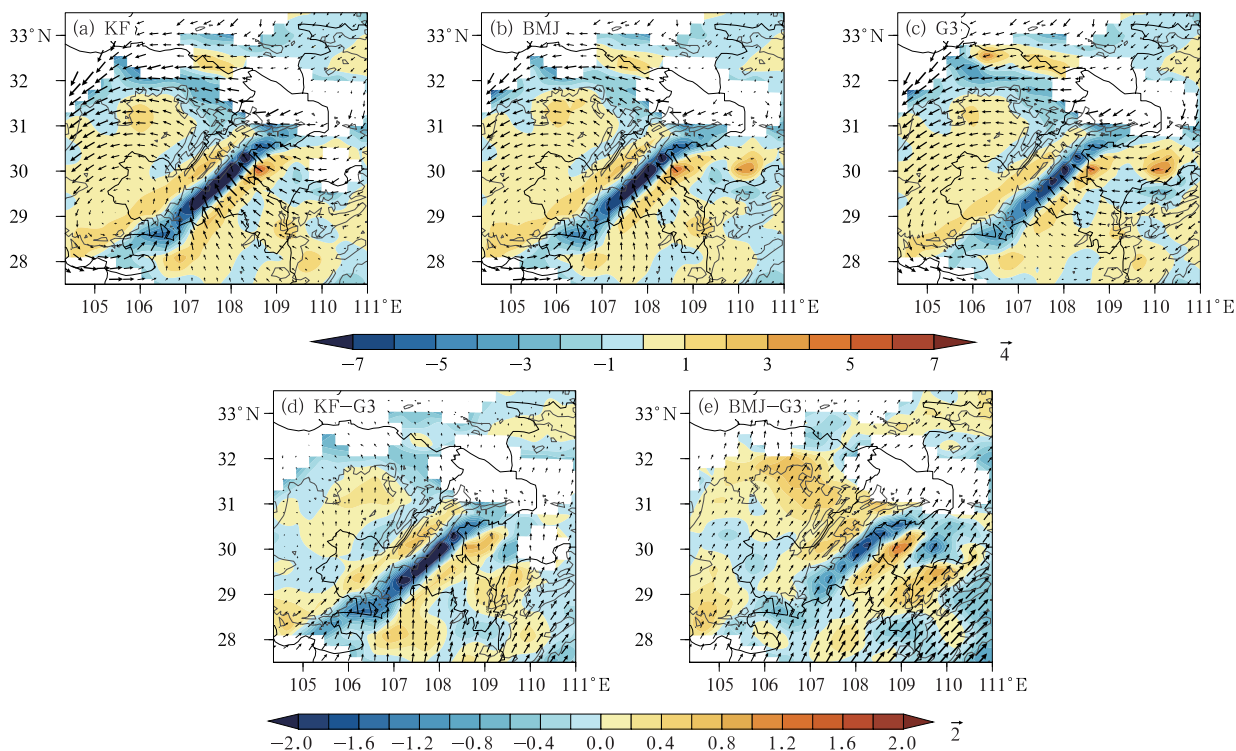 (a) KF
(b) BMJ
(c) G3
33°N
32
31
30
29
28
105 106 107 108 109 110 111°E
33°N
32
31
30
29
28
105 106 107 108 109 110 111°E
33°N
32
31
30
29
28
105 106 107 108 109 110 111°E
−7 −5 −3 −1 1 3 5 7 4
(d) KF−G3
(e) BMJ−G3
33°N
32
31
30
29
28
105 106 107 108 109 110 111°E
33°N
32
31
30
29
28
105 106 107 108 109 110 111°E
−2.0 −1.6 −1.2 −0.8 −0.4 0.0 0.4 0.8 1.2 1.6 2.0 2